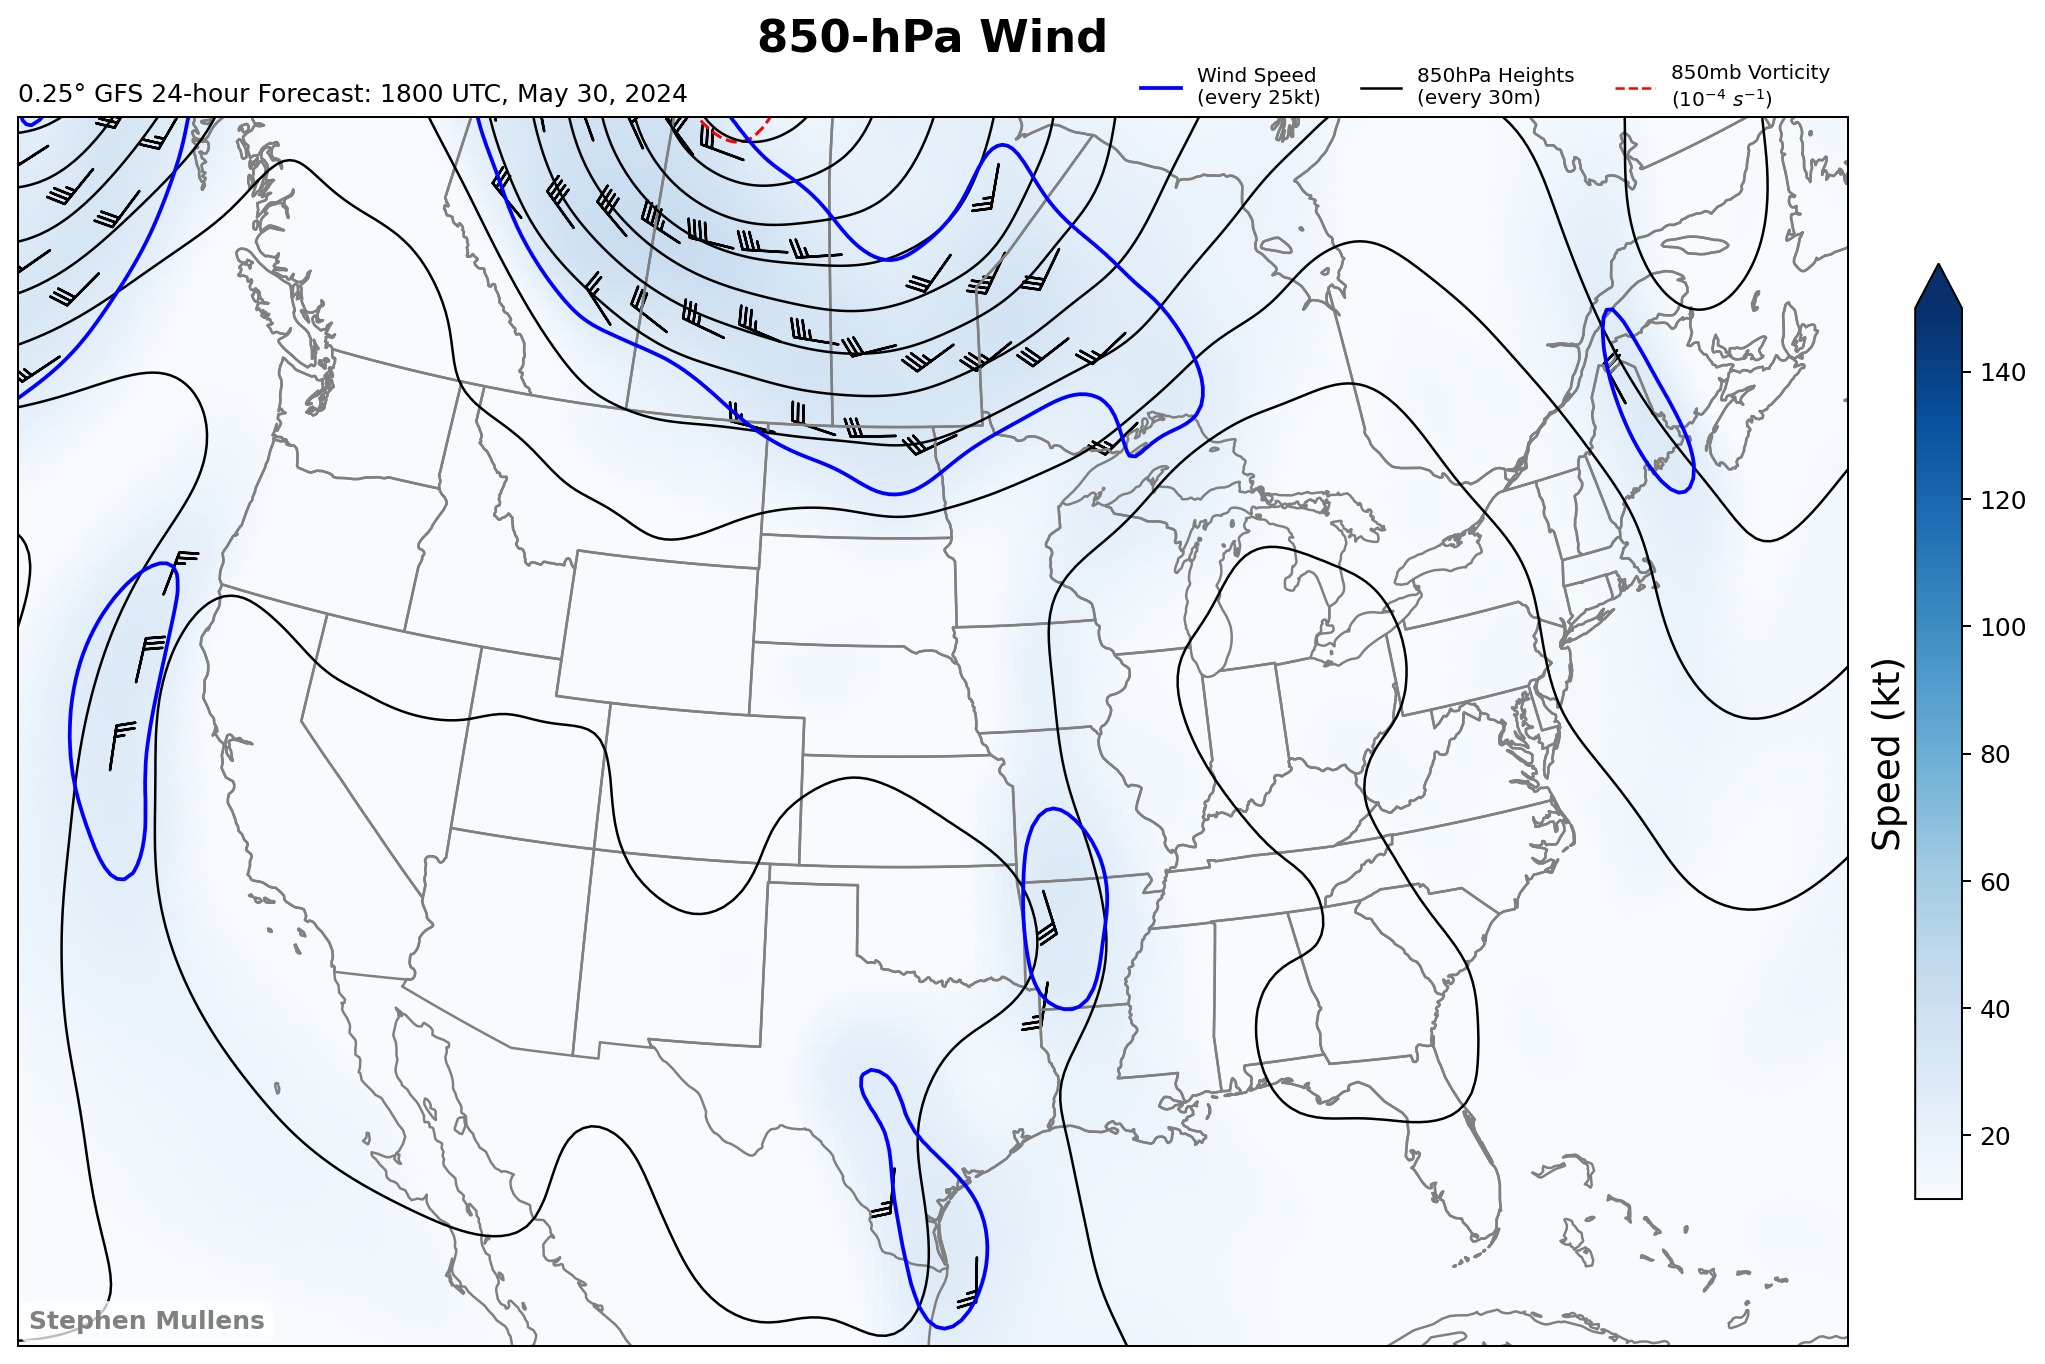 850-hPa Wind
0.25° GFS 24-hour Forecast: 1800 UTC, May 30, 2024
Wind Speed
(every 25kt)
850hPa Heights
(every 30m)
850mb Vorticity
(10⁻⁴ s⁻¹)
140
120
100
80
60
40
20
Speed (kt)
Stephen Mullens